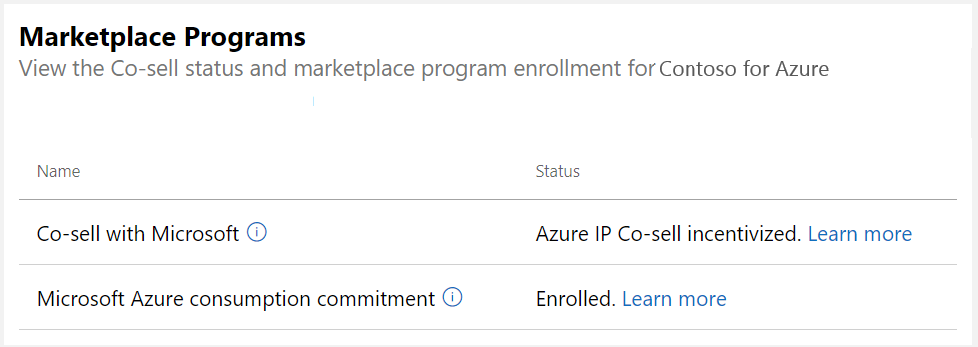 Marketplace Programs
View the Co-sell status and marketplace program enrollment for Contoso for Azure
Name Status
Co-sell with Microsoft Azure IP Co-sell incentivized. Learn more
Microsoft Azure consumption commitment Enrolled. Learn more